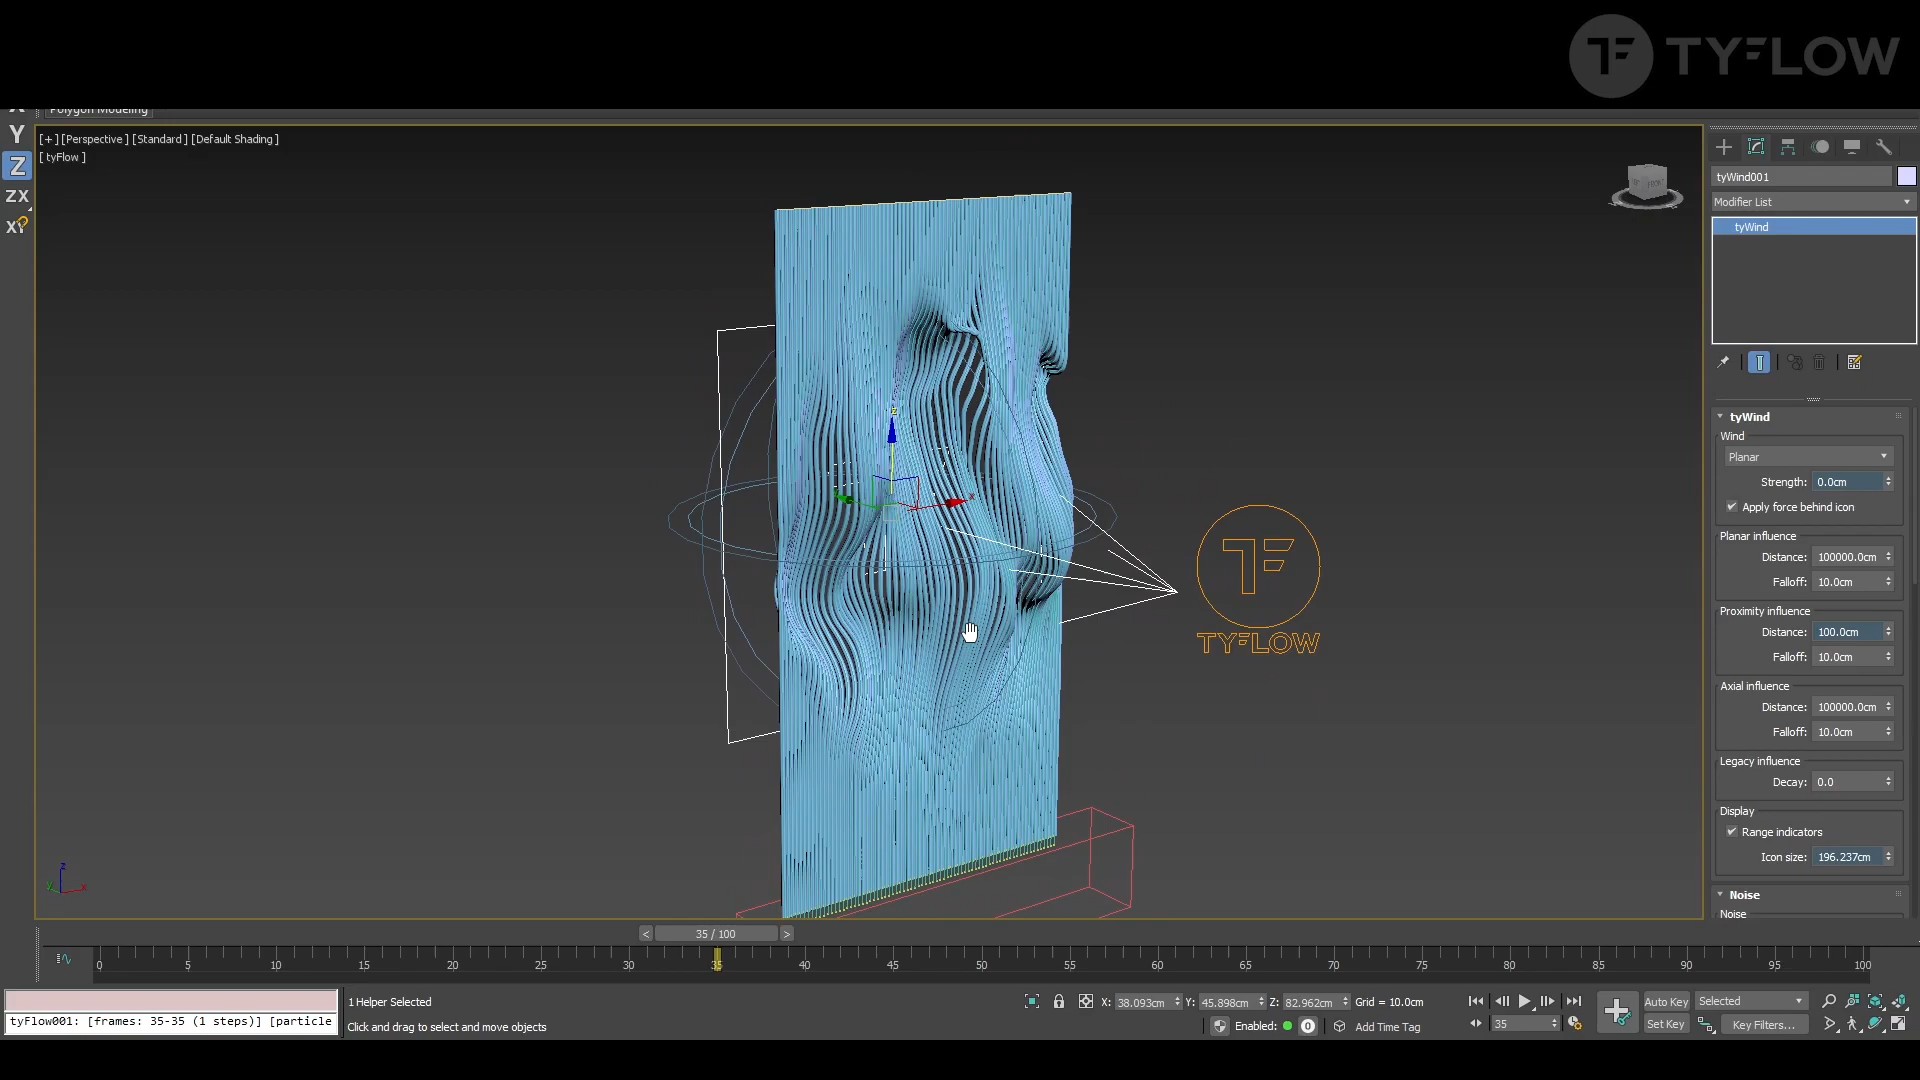 TYFLOW
Polygon Modeling
[+] [Perspective ] [Standard ] [Default Shading ]
[ tyFlow ]
Y
Z
ZX
XY
tyWind001
Modifier List
tyWind
tyWind
Wind
Planar
Strength: 0.0cm
Apply force behind icon
Planar influence
Distance: 100000.0cm
Falloff: 10.0cm
Proximity influence
Distance: 100.0cm
Falloff: 10.0cm
Axial influence
Distance: 100000.0cm
Falloff: 10.0cm
Legacy influence
Decay: 0.0
Display
Range indicators
Icon size: 196.237cm
Noise
Noise
z
x
TYFLOW
z
y
x
< 35 / 100 >
0 5 10 15 20 25 30 35 40 45 50 55 60 65 70 75 80 85 90 95 100
1 Helper Selected
X: 38.093cm Y: 45.898cm Z: 82.962cm Grid = 10.0cm
Auto Key Selected
tyFlow001: [frames: 35-35 (1 steps)] [particle
Click and drag to select and move objects
Enabled: 0 Add Time Tag
35
Set Key Key Filters...